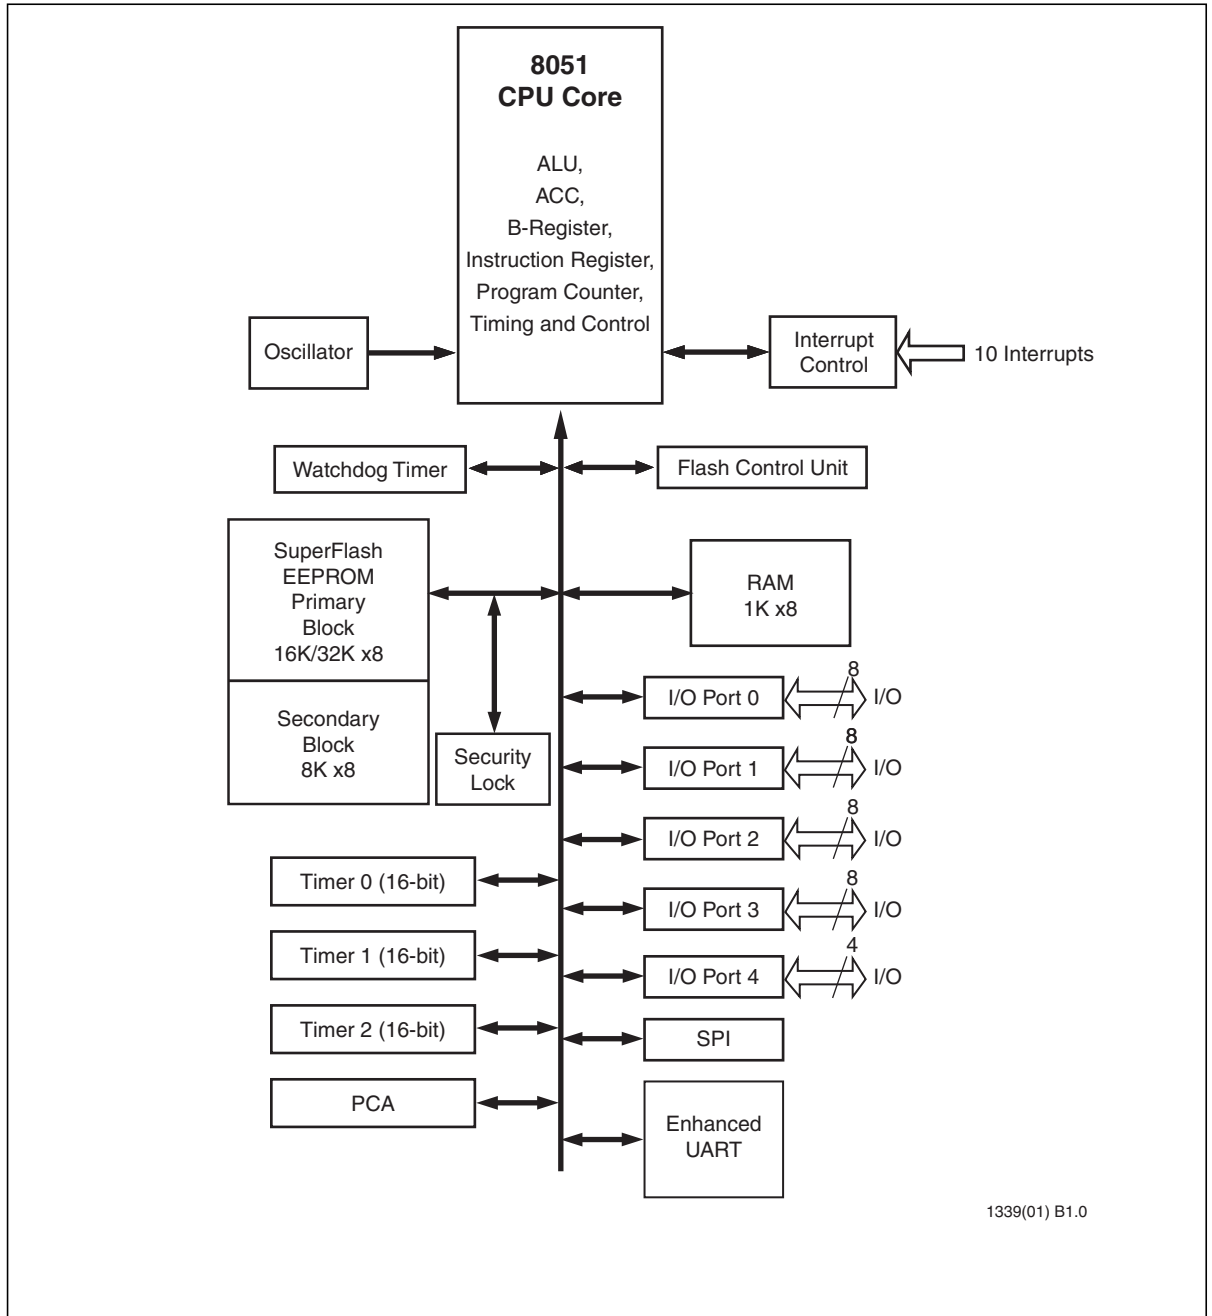 8051
CPU Core
ALU,
ACC,
B-Register,
Instruction Register,
Program Counter,
Timing and Control
Oscillator
Interrupt
Control
10 Interrupts
Watchdog Timer
Flash Control Unit
SuperFlash
EEPROM
Primary
Block
16K/32K x8
Secondary
Block
8K x8
Security
Lock
RAM
1K x8
I/O Port 0
8
I/O
I/O Port 1
8
I/O
I/O Port 2
8
I/O
I/O Port 3
8
I/O
I/O Port 4
4
I/O
Timer 0 (16-bit)
Timer 1 (16-bit)
Timer 2 (16-bit)
PCA
SPI
Enhanced
UART
1339(01) B1.0